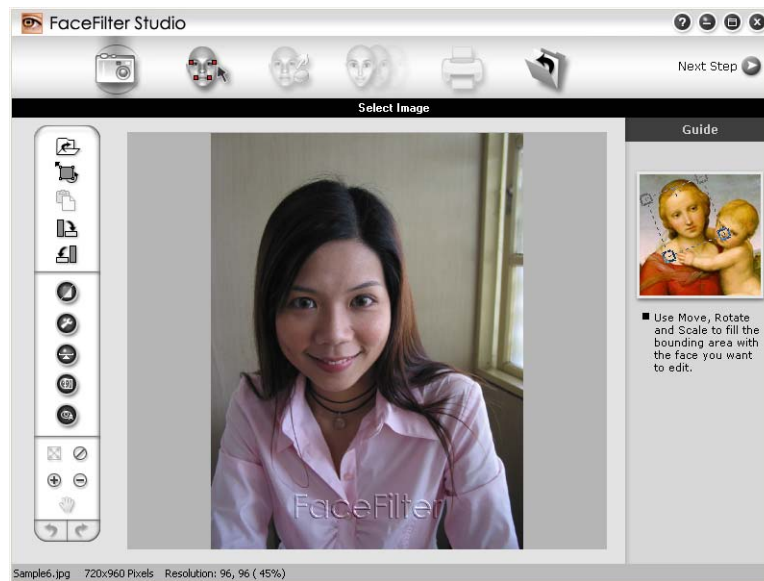 FaceFilter Studio
Next Step
Select Image
Guide
Use Move, Rotate
and Scale to fill the
bounding area with
the face you want
to edit.
FaceFilter
Sample6.jpg 720x960 Pixels Resolution: 96, 96 ( 45%)